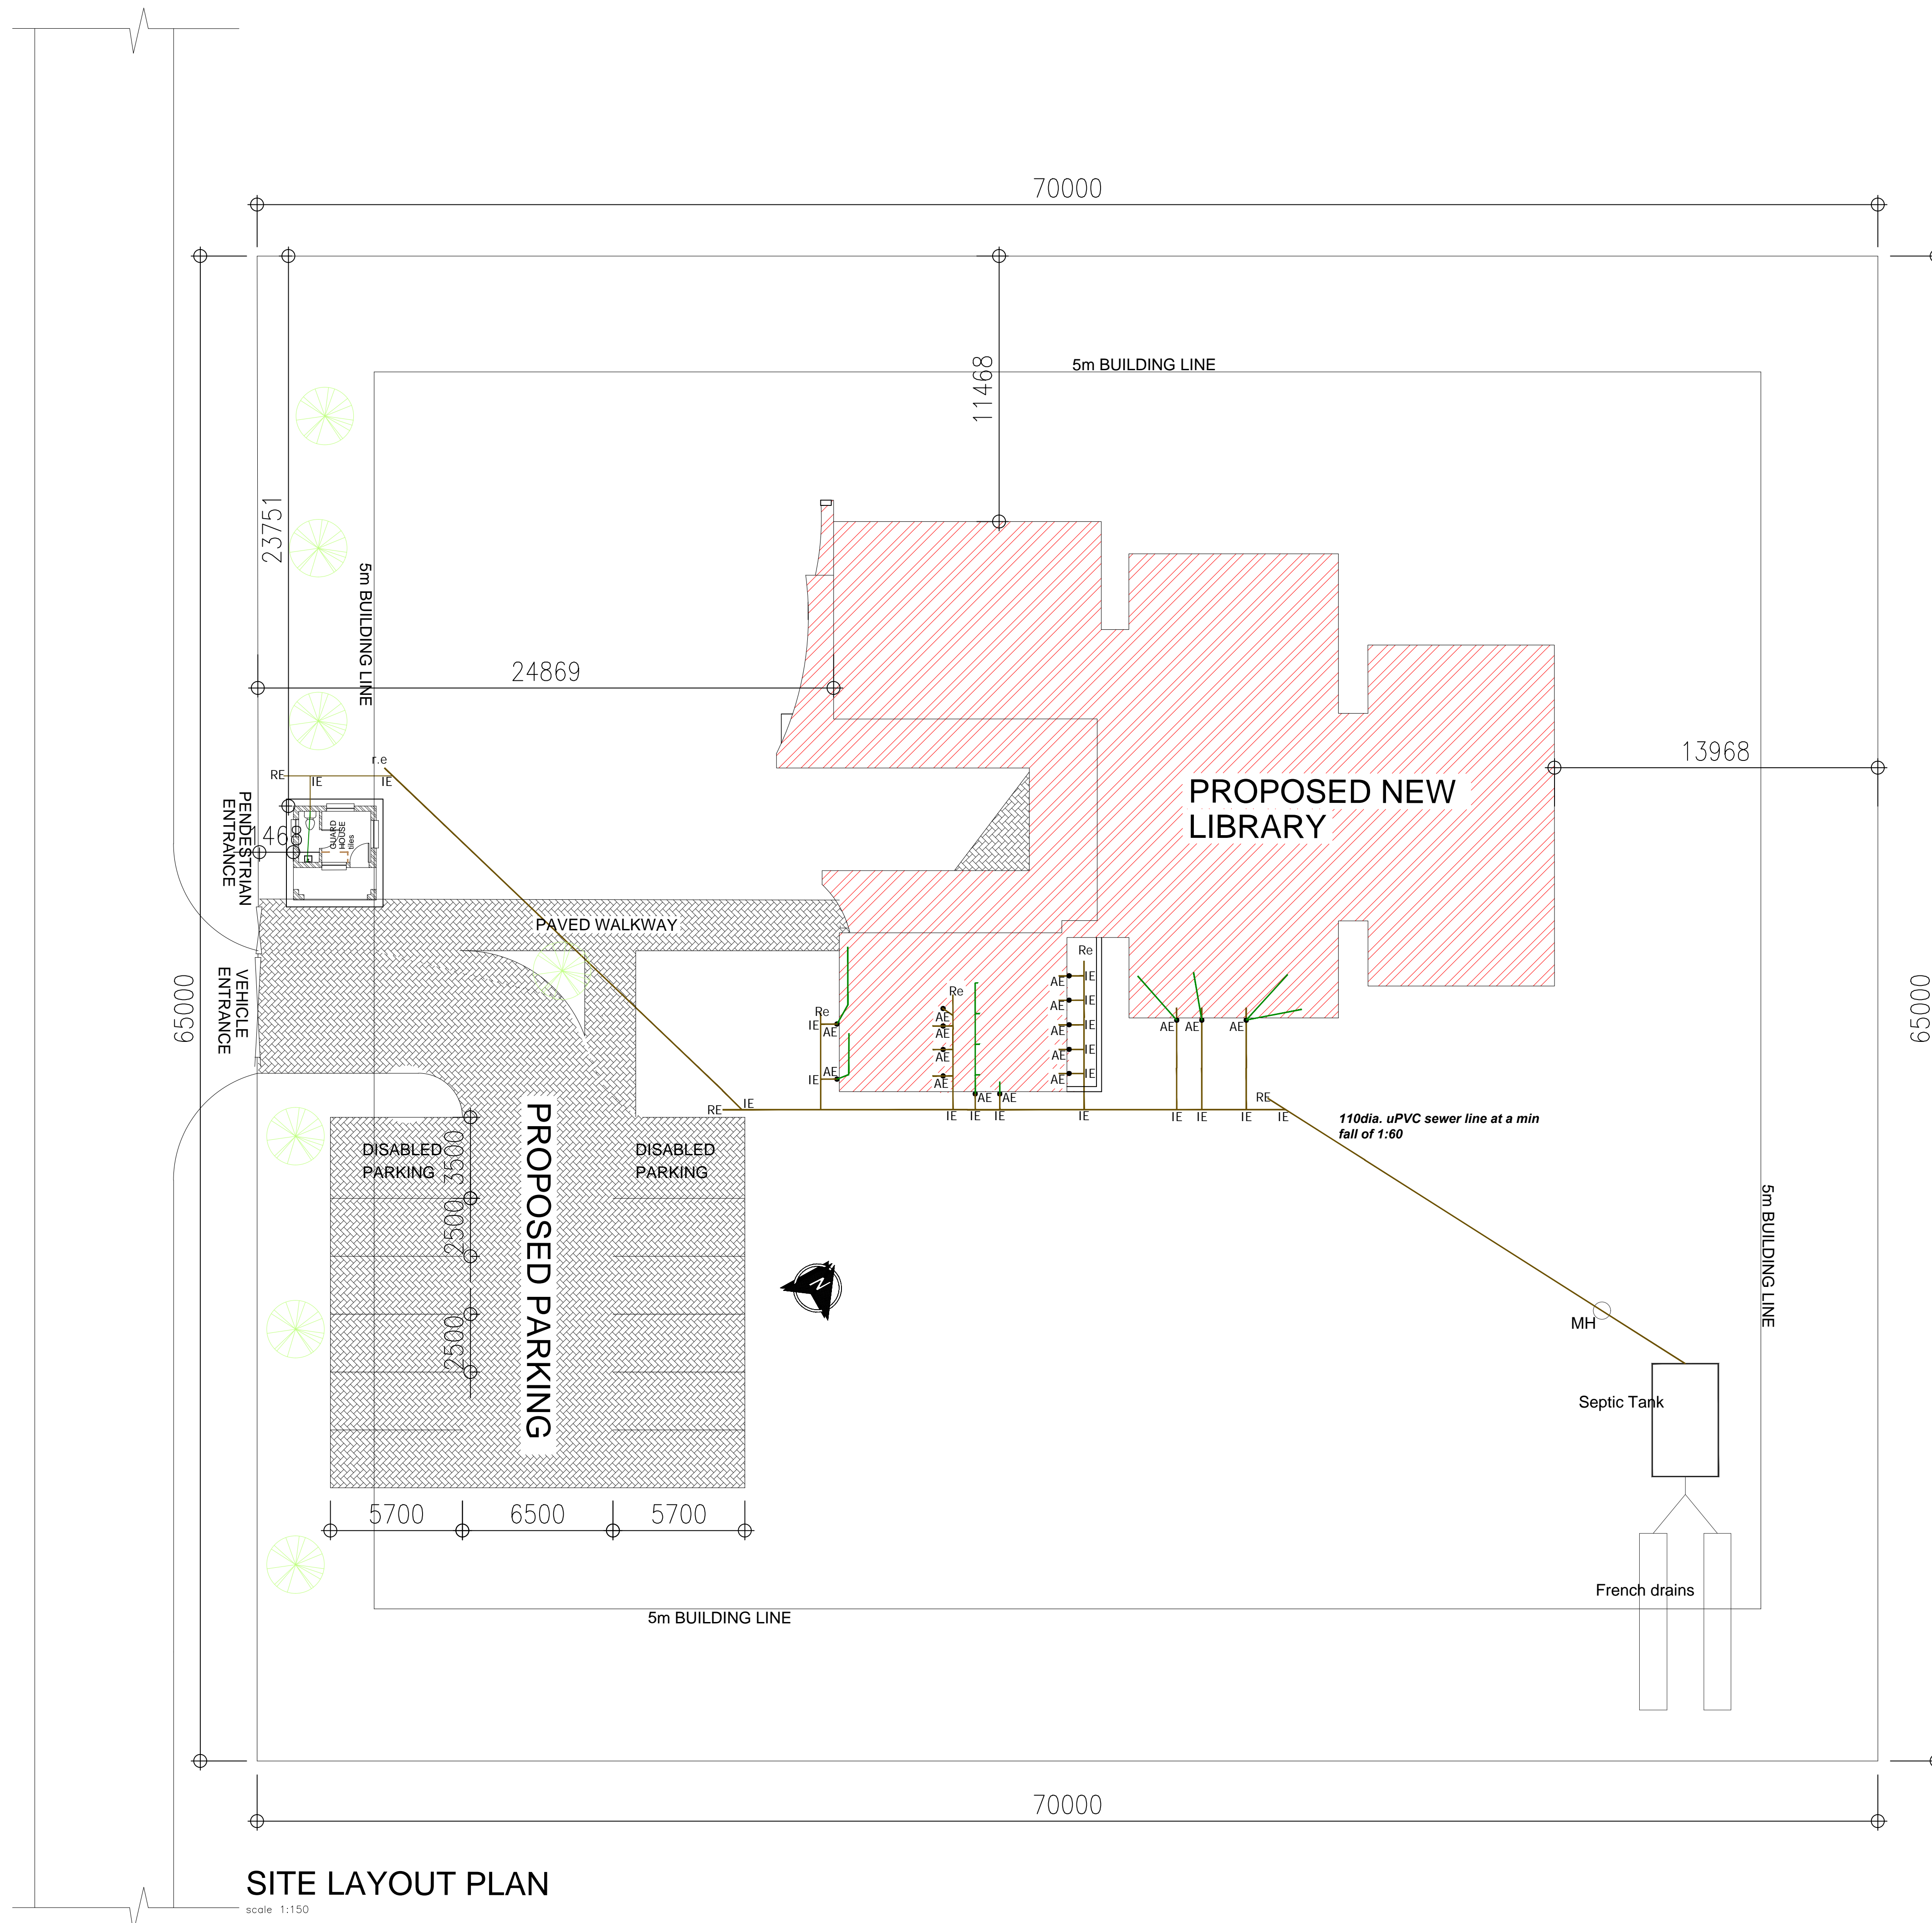 70000
5m BUILDING LINE
11468
23751
5m BUILDING LINE
24869
13968
r.e
RE
IE
IE
PROPOSED NEW
LIBRARY
PENDESTRIAN
ENTRANCE
1468
GUARD
HOUSE
tiles
PAVED WALKWAY
65000
VEHICLE
ENTRANCE
65000
Re
AE
IE
AE
IE
AE
IE
AE
IE
AE
IE
Re
AE
AE
AE
AE
Re
IE
AE
AE
IE
AE
AE
AE
AE
AE
RE
IE
IE
IE
IE
IE
IE
IE
IE
RE
IE
110dia. uPVC sewer line at a min
fall of 1:60
DISABLED
PARKING
3500
DISABLED
PARKING
2500
2500
PROPOSED PARKING
N
5m BUILDING LINE
MH
Septic Tank
5700
6500
5700
French drains
5m BUILDING LINE
70000
SITE LAYOUT PLAN
scale 1:150